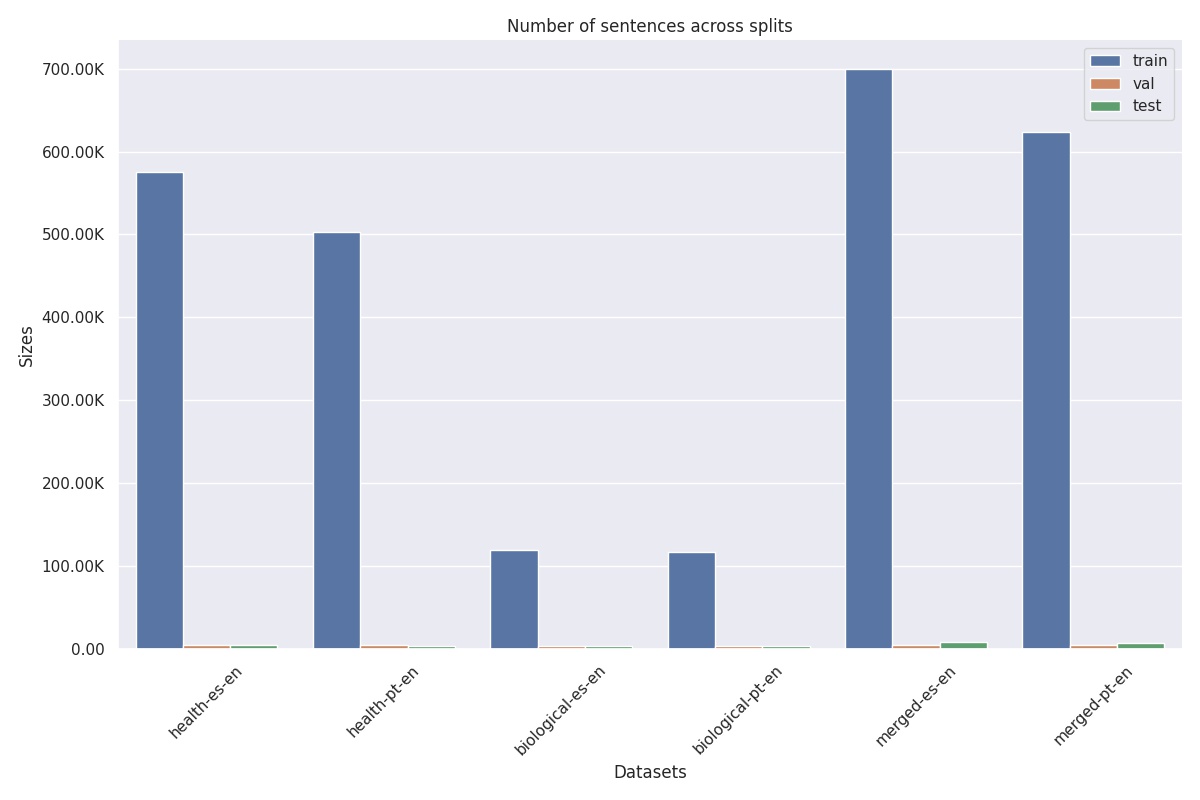 Number of sentences across splits
train
val
test
700.00K
600.00K
500.00K
400.00K
300.00K
200.00K
100.00K
0.00
Sizes
health-es-en
health-pt-en
biological-es-en
biological-pt-en
merged-es-en
merged-pt-en
Datasets